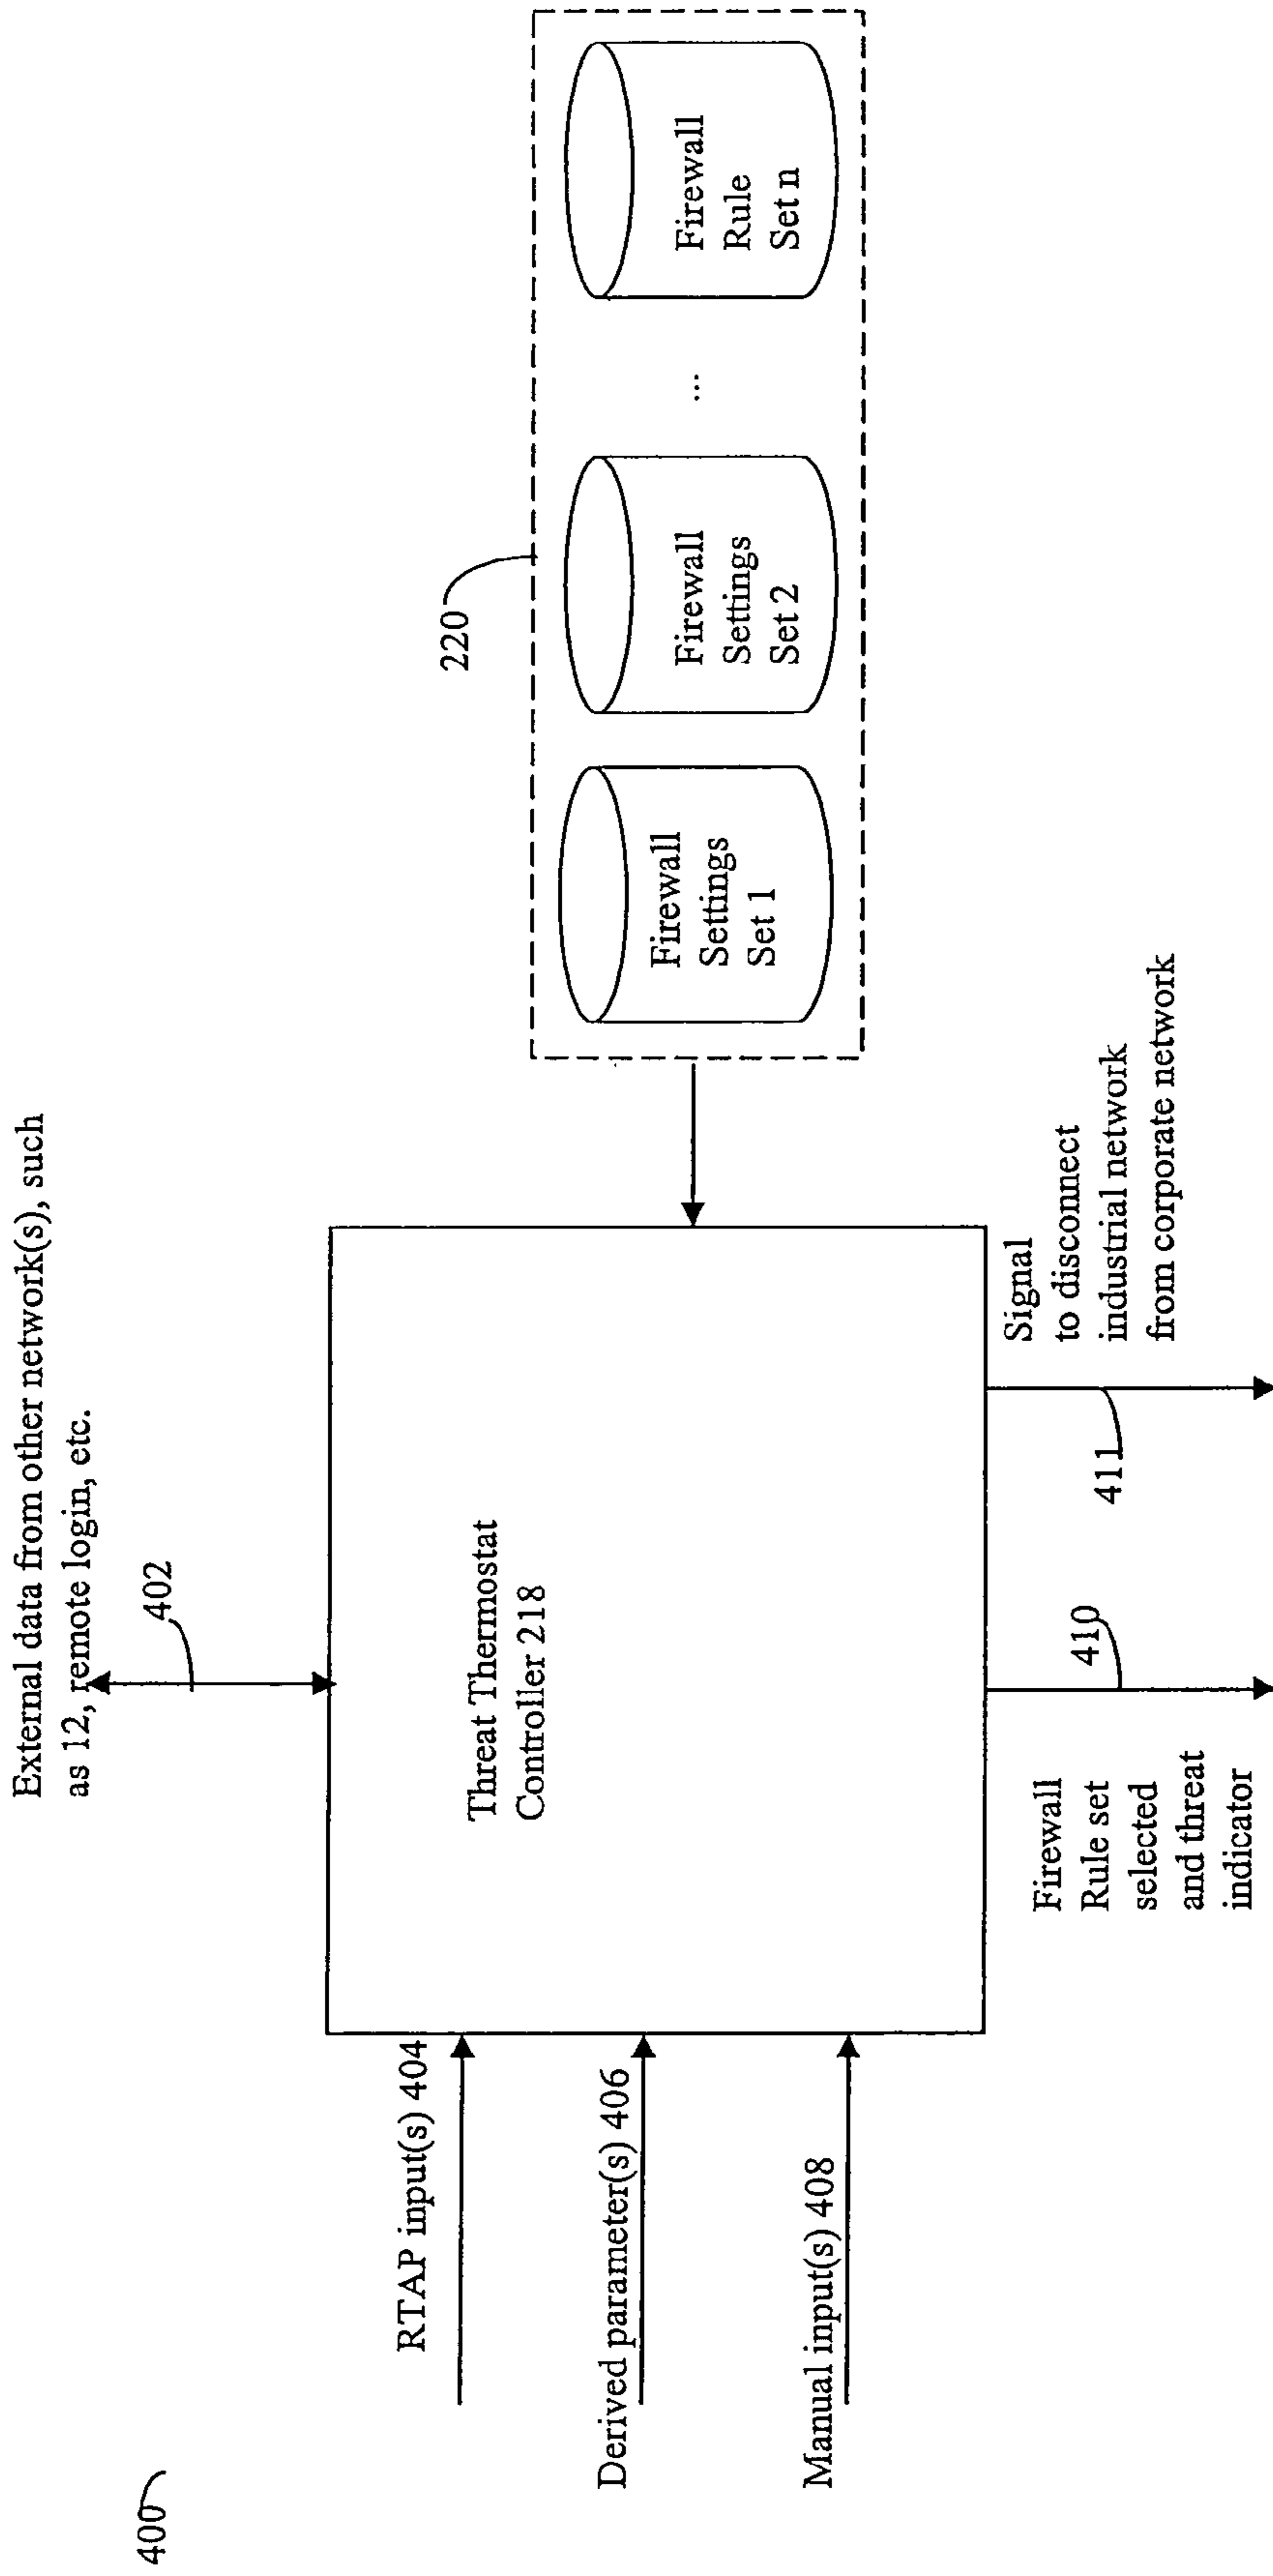 400
External data from other network(s), such
as 12, remote login, etc.
402
RTAP input(s) 404
Derived parameter(s) 406
Manual input(s) 408
Threat Thermostat
Controller 218
220
Firewall
Settings
Set 1
Firewall
Settings
Set 2
...
Firewall
Rule
Set n
Firewall
Rule set
selected
and threat
indicator
410
411
Signal
to disconnect
industrial network
from corporate network